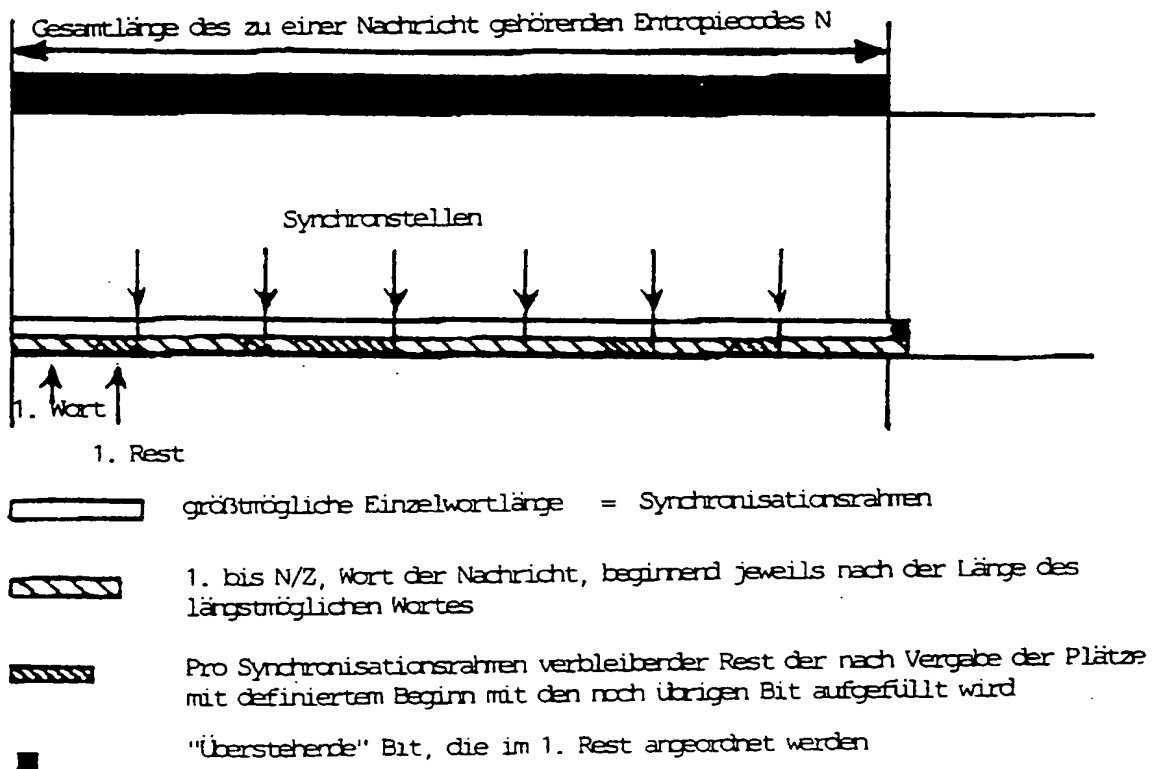 Gesamtlänge des zu einer Nachricht gehörenden Entropiecodes N
Synchronstellen
1. Wort
1. Rest
größtmögliche Einzelwortlänge = Synchronisationsrahmen
1. bis N/Z, Wort der Nachricht, beginnend jeweils nach der Länge des
längstmöglichen Wortes
Pro Synchronisationsrahmen verbleibender Rest der nach Vergabe der Plätze
mit definiertem Beginn mit den noch übrigen Bit aufgefüllt wird
"Überstehende" Bit, die im 1. Rest angeordnet werden